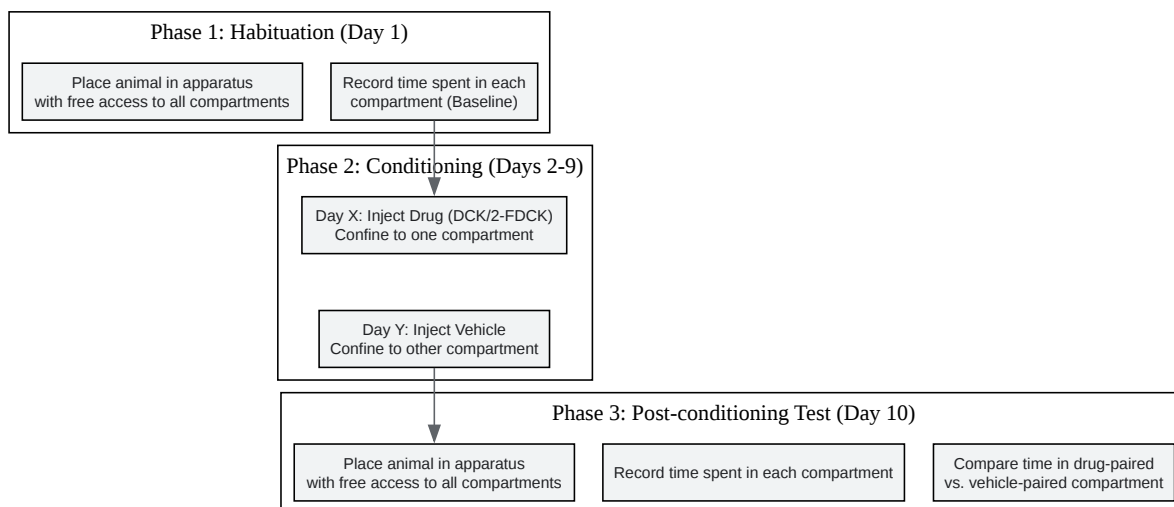 Phase 1: Habituation (Day 1)
Place animal in apparatus
with free access to all compartments
Record time spent in each
compartment (Baseline)
Phase 2: Conditioning (Days 2-9)
Day X: Inject Drug (DCK/2-FDCK)
Confine to one compartment
Day Y: Inject Vehicle
Confine to other compartment
Phase 3: Post-conditioning Test (Day 10)
Place animal in apparatus
with free access to all compartments
Record time spent in each compartment
Compare time in drug-paired
vs. vehicle-paired compartment